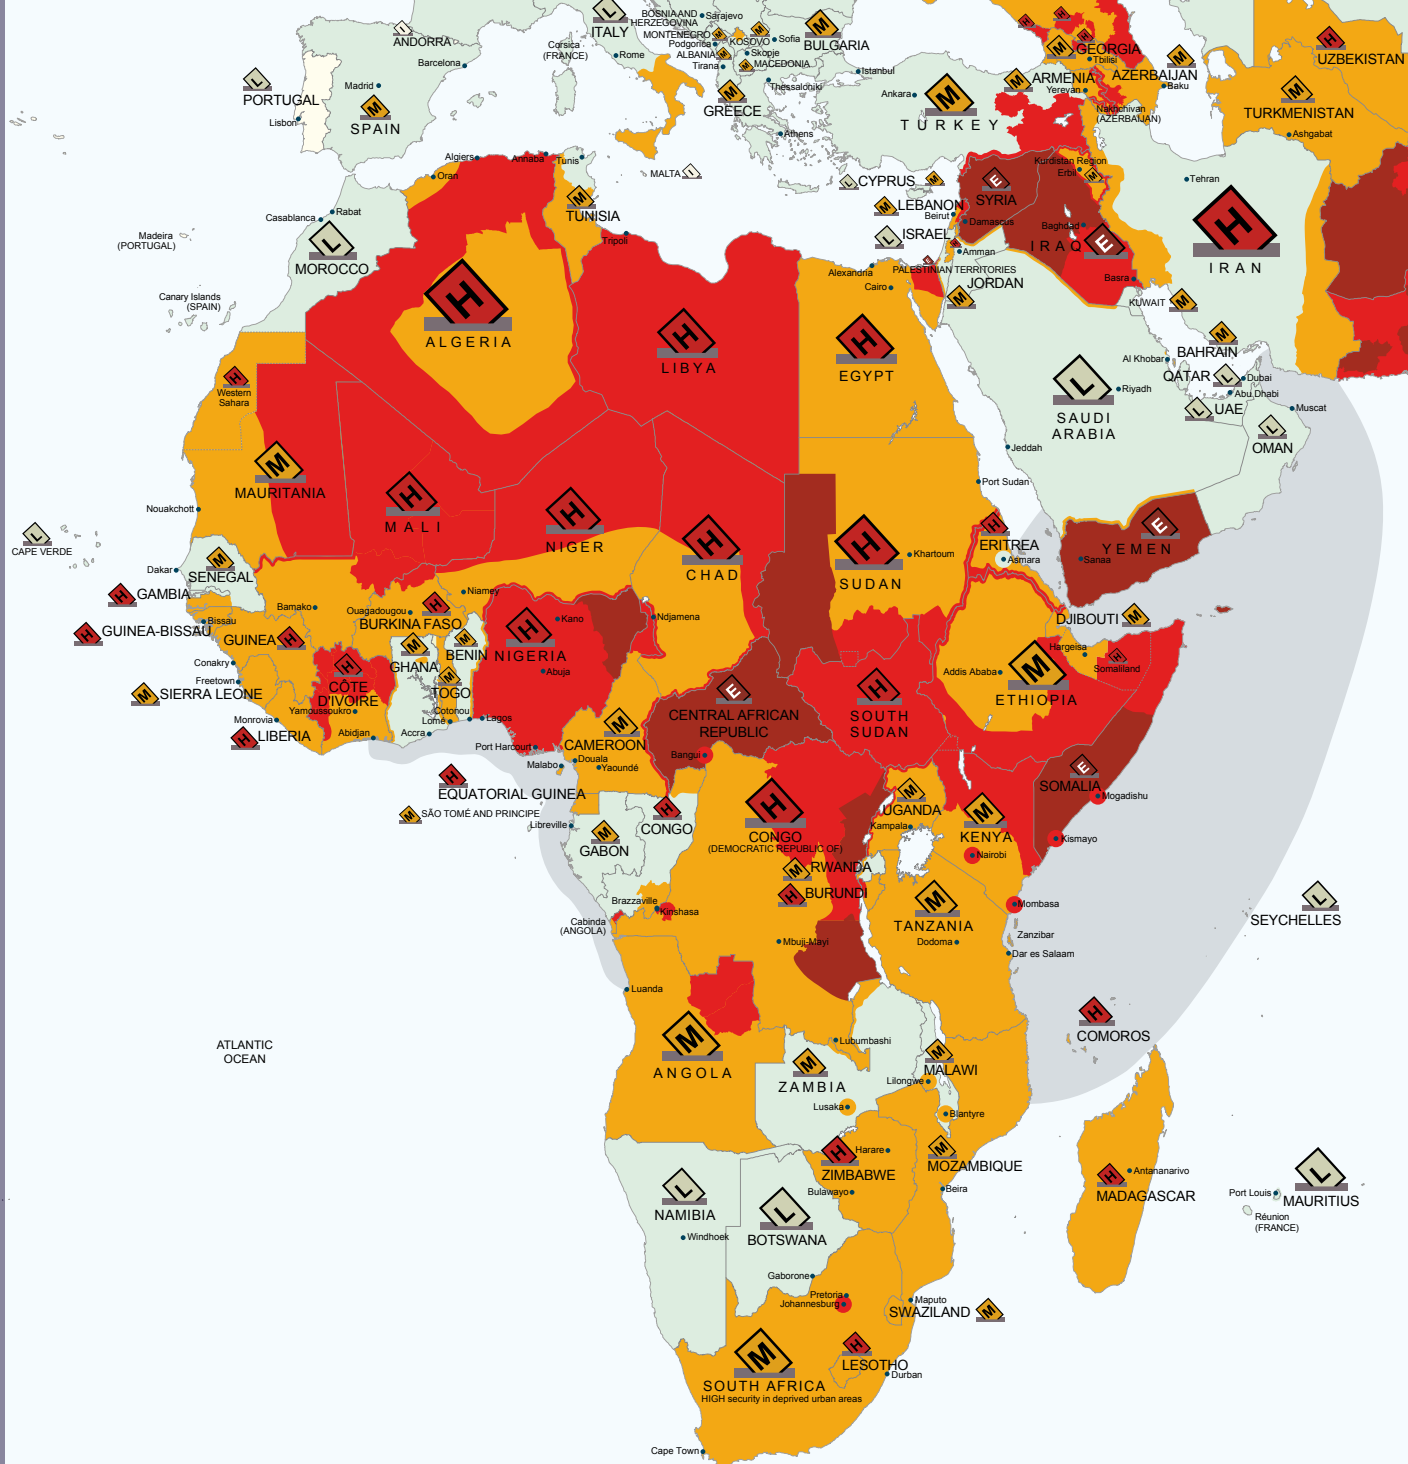 BOSNIA AND
HERZEGOVINA
Sarajevo
ITALY
ANDORRA
I
L
MONTENEGRO
Podgorica
KOSOVO
M
Sofia
BULGARIA
M
Corsica
(FRANCE)
Rome
ALBANIA
M
Skopje
Tirana
MACEDONIA
M
Barcelona
Istanbul
L
PORTUGAL
Lisbon
Madrid
M
SPAIN
M
GREECE
Thessaloniki
Athens
Ankara
M
TURKEY
H
H
H
M
GEORGIA
Tbilisi
M
ARMENIA
Yerevan
M
AZERBAIJAN
Baku
Nakhchivan
(AZERBAIJAN)
H
UZBEKISTAN
M
TURKMENISTAN
Ashgabat
Algiers
Oran
Annaba
Tunis
MALTA
I
M
TUNISIA
L
CYPRUS
M
E
SYRIA
Kurdistan Region
Erbil
M
Tehran
H
IRAN
M
LEBANON
Beirut
Damascus
Baghdad
IRAQ
E
Basra
L
ISRAEL
H
Amman
PALESTINIAN TERRITORIES
M
JORDAN
KUWAIT
M
Casablanca
Rabat
L
MOROCCO
Madeira
(PORTUGAL)
Canary Islands
(SPAIN)
H
ALGERIA
Tripoli
H
LIBYA
Alexandria
Cairo
H
EGYPT
M
BAHRAIN
Al Khobar
QATAR
L
Dubai
Abu Dhabi
L
UAE
Muscat
L
OMAN
L
SAUDI
ARABIA
Riyadh
Jeddah
H
Western
Sahara
M
MAURITANIA
Nouakchott
H
MALI
H
NIGER
H
CHAD
H
SUDAN
Khartoum
Port Sudan
H
ERITREA
Asmara
E
YEMEN
Sanaa
L
CAPE VERDE
Dakar
M
SENEGAL
H
GAMBIA
H
GUINEA-BISSAU
Bissau
Bamako
GUINEA
H
Conakry
Freetown
M
SIERRA LEONE
Monrovia
H
LIBERIA
Ouagadougou
H
BURKINA FASO
Niamey
M
GHANA
M
BENIN
M
TOGO
H
CÔTE
D'IVOIRE
Yamoussoukro
Abidjan
Accra
Lomé
Cotonou
Lagos
H
NIGERIA
Kano
Abuja
Port Harcourt
Ndjamena
M
CAMEROON
Douala
Yaoundé
Malabo
H
EQUATORIAL GUINEA
M
SÃO TOMÉ AND PRINCIPE
Libreville
M
GABON
H
CONGO
E
CENTRAL AFRICAN
REPUBLIC
Bangui
H
SOUTH
SUDAN
DJIBOUTI
M
Hargeisa
H
Somaliland
Addis Ababa
M
ETHIOPIA
E
SOMALIA
Mogadishu
Kismayo
M
UGANDA
Kampala
M
KENYA
Nairobi
Mombasa
H
CONGO
(DEMOCRATIC REPUBLIC OF)
M
RWANDA
H
BURUNDI
Brazzaville
Kinshasa
Cabinda
(ANGOLA)
Mbuji-Mayi
M
TANZANIA
Dodoma
Zanzibar
Dar es Salaam
L
SEYCHELLES
Luanda
M
ANGOLA
Lubumbashi
M
ZAMBIA
Lusaka
M
MALAWI
Lilongwe
Blantyre
H
COMOROS
ATLANTIC
OCEAN
H
ZIMBABWE
Harare
Bulawayo
M
MOZAMBIQUE
Beira
H
MADAGASCAR
Antananarivo
L
MAURITIUS
Port Louis
Réunion
(FRANCE)
L
NAMIBIA
Windhoek
L
BOTSWANA
Gaborone
Pretoria
Johannesburg
Maputo
SWAZILAND
M
M
SOUTH AFRICA
HIGH security in deprived urban areas
H
LESOTHO
Durban
Cape Town